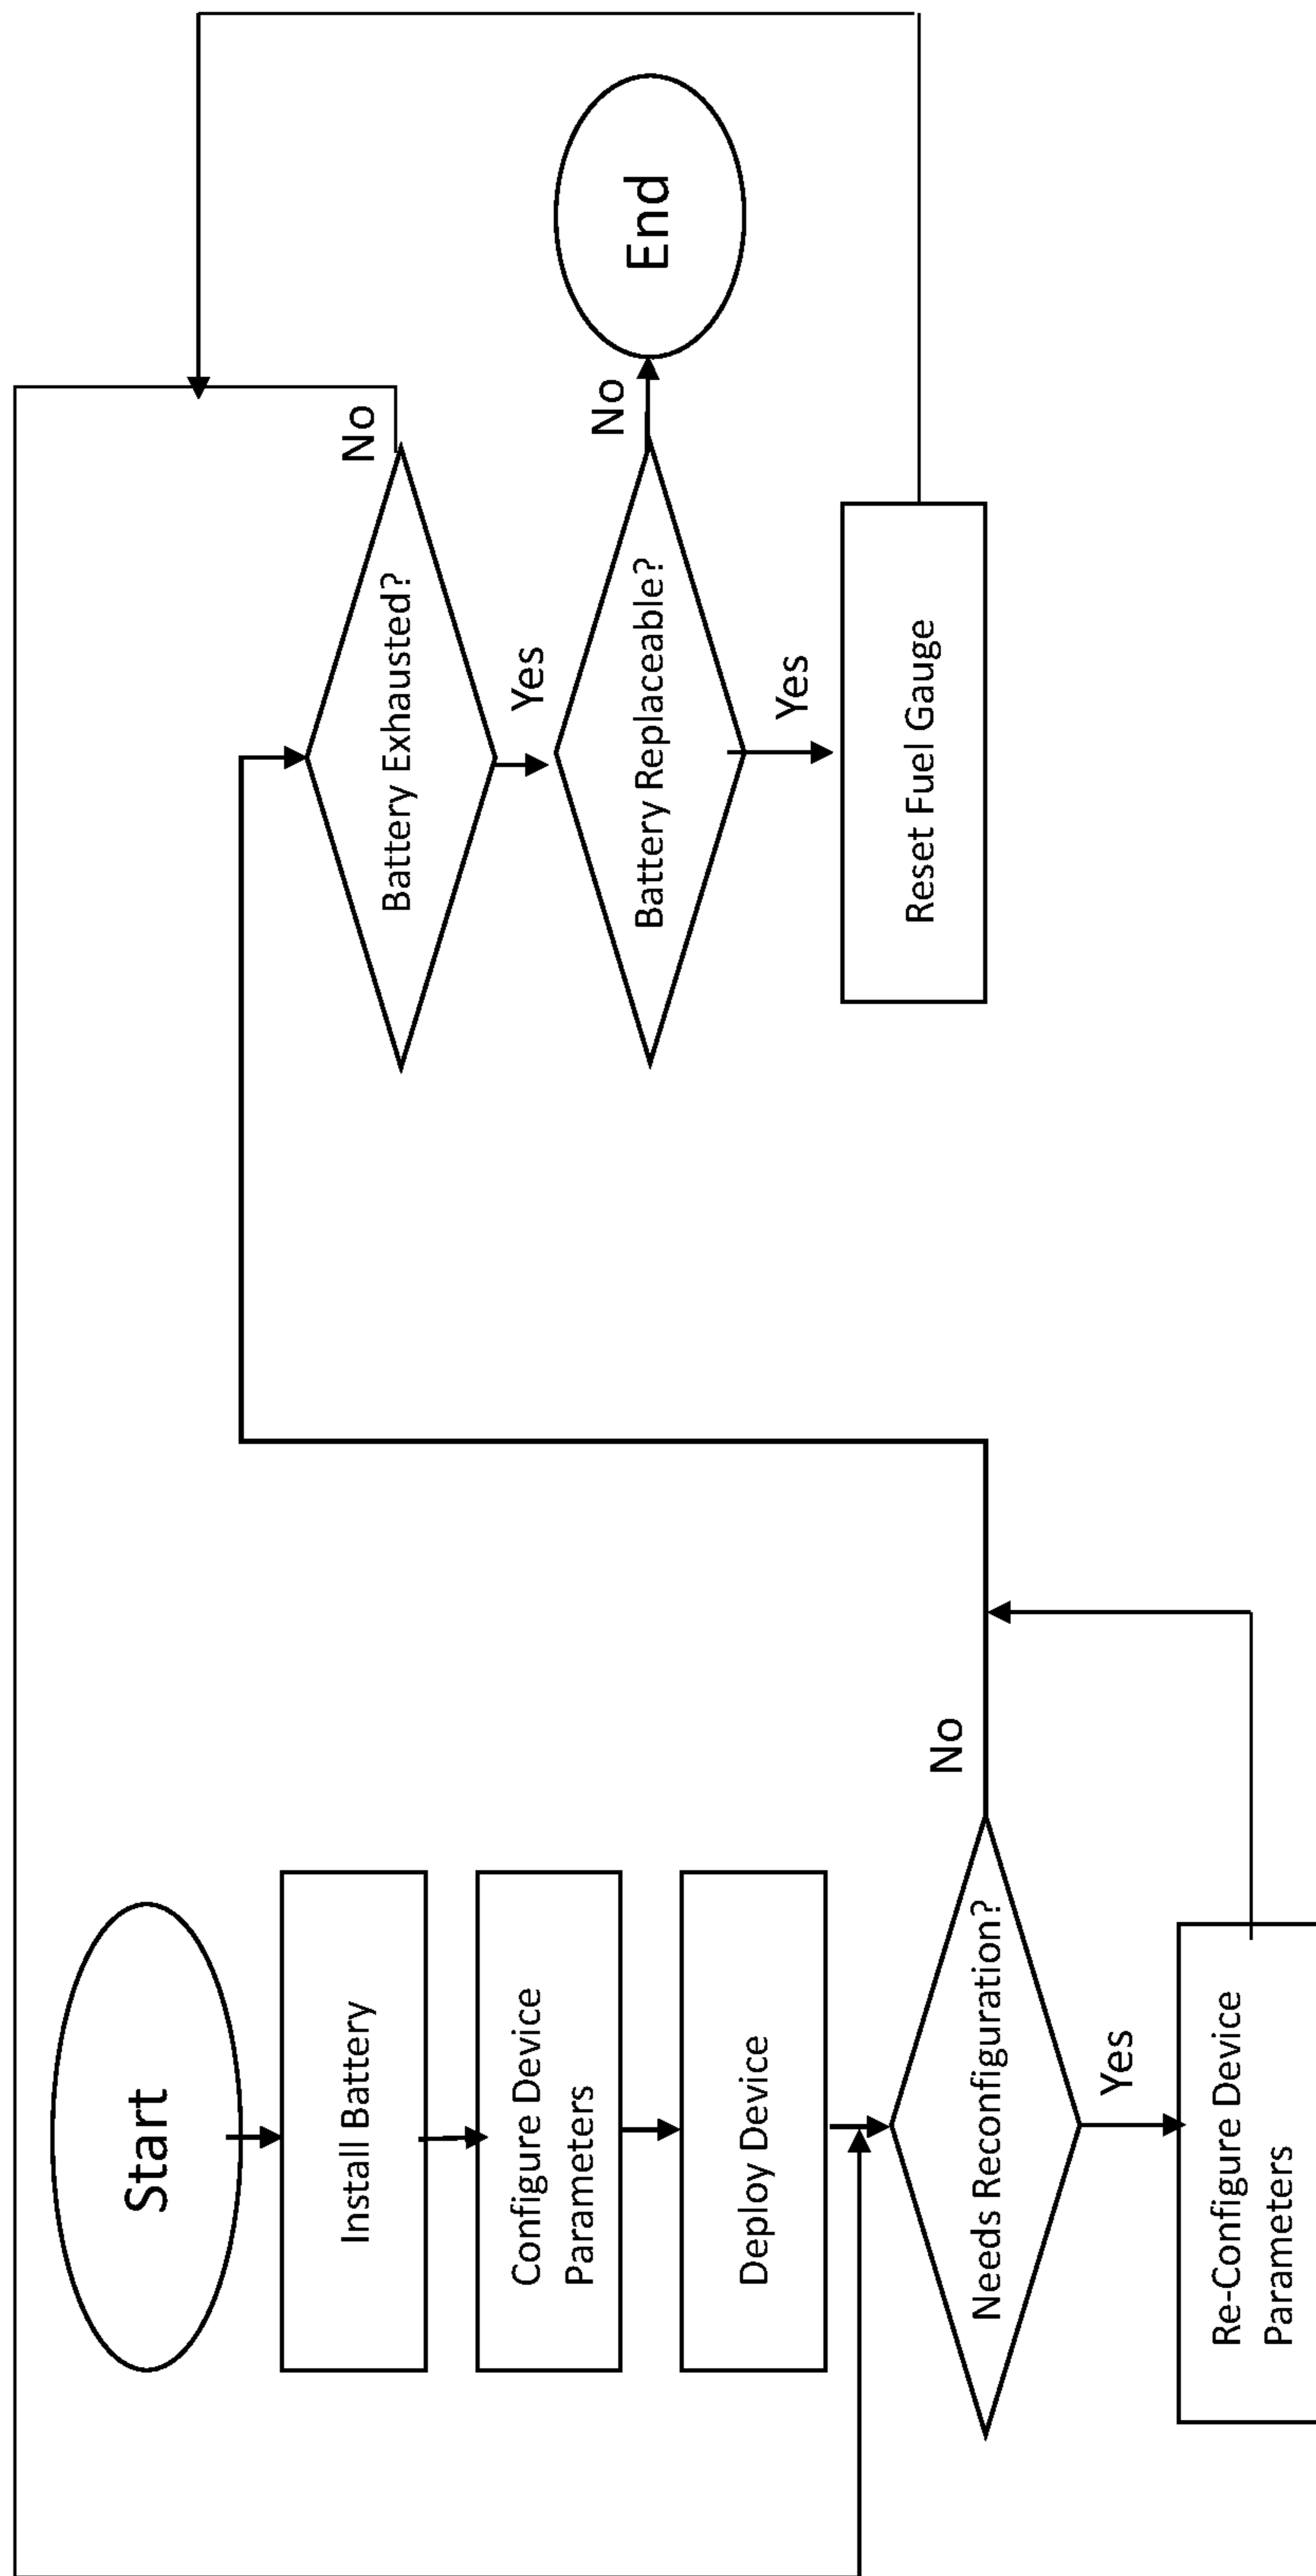 Start
Install Battery
Configure Device
Parameters
Deploy Device
Needs Reconfiguration?
No
Yes
Re-Configure Device
Parameters
Battery Exhausted?
No
Yes
Battery Replaceable?
No
End
Yes
Reset Fuel Gauge